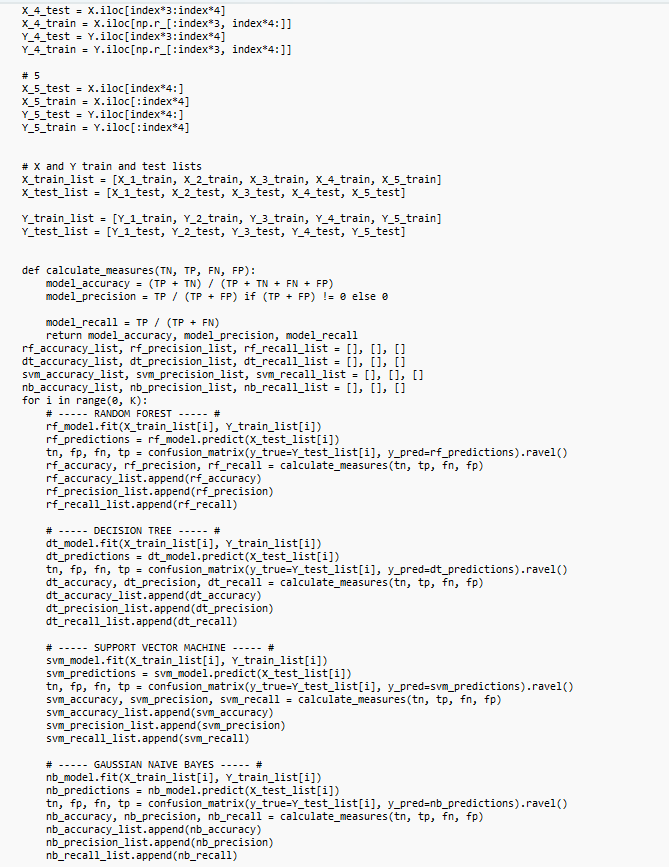 X_4_test = X.iloc[index*3:index*4]
X_4_train = X.iloc[np.r_[:index*3, index*4:]]
Y_4_test = Y.iloc[index*3:index*4]
Y_4_train = Y.iloc[np.r_[:index*3, index*4:]]

# 5
X_5_test = X.iloc[index*4:]
X_5_train = X.iloc[:index*4]
Y_5_test = Y.iloc[index*4:]
Y_5_train = Y.iloc[:index*4]


# X and Y train and test lists
X_train_list = [X_1_train, X_2_train, X_3_train, X_4_train, X_5_train]
X_test_list = [X_1_test, X_2_test, X_3_test, X_4_test, X_5_test]

Y_train_list = [Y_1_train, Y_2_train, Y_3_train, Y_4_train, Y_5_train]
Y_test_list = [Y_1_test, Y_2_test, Y_3_test, Y_4_test, Y_5_test]


def calculate_measures(TN, TP, FN, FP):
    model_accuracy = (TP + TN) / (TP + TN + FN + FP)
    model_precision = TP / (TP + FP) if (TP + FP) != 0 else 0

    model_recall = TP / (TP + FN)
    return model_accuracy, model_precision, model_recall
rf_accuracy_list, rf_precision_list, rf_recall_list = [], [], []
dt_accuracy_list, dt_precision_list, dt_recall_list = [], [], []
svm_accuracy_list, svm_precision_list, svm_recall_list = [], [], []
nb_accuracy_list, nb_precision_list, nb_recall_list = [], [], []
for i in range(0, K):
    # ----- RANDOM FOREST ----- #
    rf_model.fit(X_train_list[i], Y_train_list[i])
    rf_predictions = rf_model.predict(X_test_list[i])
    tn, fp, fn, tp = confusion_matrix(y_true=Y_test_list[i], y_pred=rf_predictions).ravel()
    rf_accuracy, rf_precision, rf_recall = calculate_measures(tn, tp, fn, fp)
    rf_accuracy_list.append(rf_accuracy)
    rf_precision_list.append(rf_precision)
    rf_recall_list.append(rf_recall)

    # ----- DECISION TREE ----- #
    dt_model.fit(X_train_list[i], Y_train_list[i])
    dt_predictions = dt_model.predict(X_test_list[i])
    tn, fp, fn, tp = confusion_matrix(y_true=Y_test_list[i], y_pred=dt_predictions).ravel()
    dt_accuracy, dt_precision, dt_recall = calculate_measures(tn, tp, fn, fp)
    dt_accuracy_list.append(dt_accuracy)
    dt_precision_list.append(dt_precision)
    dt_recall_list.append(dt_recall)

    # ----- SUPPORT VECTOR MACHINE ----- #
    svm_model.fit(X_train_list[i], Y_train_list[i])
    svm_predictions = svm_model.predict(X_test_list[i])
    tn, fp, fn, tp = confusion_matrix(y_true=Y_test_list[i], y_pred=svm_predictions).ravel()
    svm_accuracy, svm_precision, svm_recall = calculate_measures(tn, tp, fn, fp)
    svm_accuracy_list.append(svm_accuracy)
    svm_precision_list.append(svm_precision)
    svm_recall_list.append(svm_recall)

    # ----- GAUSSIAN NAIVE BAYES ----- #
    nb_model.fit(X_train_list[i], Y_train_list[i])
    nb_predictions = nb_model.predict(X_test_list[i])
    tn, fp, fn, tp = confusion_matrix(y_true=Y_test_list[i], y_pred=nb_predictions).ravel()
    nb_accuracy, nb_precision, nb_recall = calculate_measures(tn, tp, fn, fp)
    nb_accuracy_list.append(nb_accuracy)
    nb_precision_list.append(nb_precision)
    nb_recall_list.append(nb_recall)